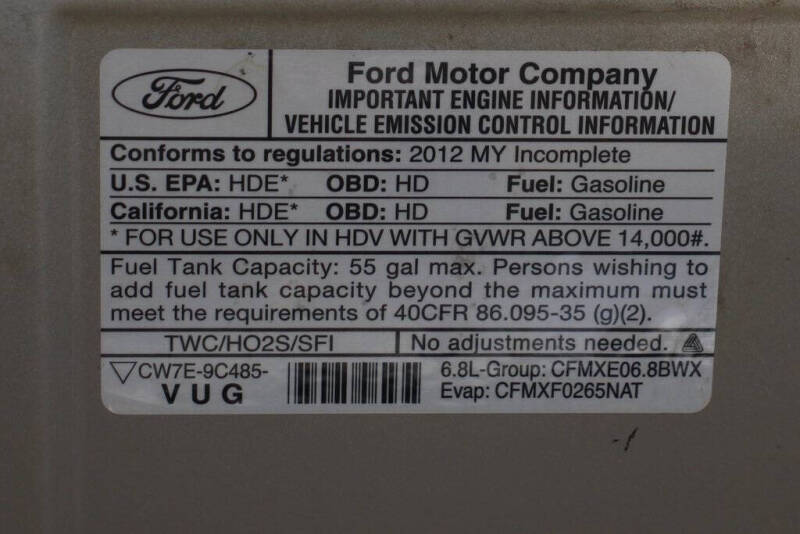 Ford
Ford Motor Company
IMPORTANT ENGINE INFORMATION/
VEHICLE EMISSION CONTROL INFORMATION
Conforms to regulations: 2012 MY Incomplete
U.S. EPA: HDE* OBD: HD Fuel: Gasoline
California: HDE* OBD: HD Fuel: Gasoline
* FOR USE ONLY IN HDV WITH GVWR ABOVE 14,000#.
Fuel Tank Capacity: 55 gal max. Persons wishing to
add fuel tank capacity beyond the maximum must
meet the requirements of 40CFR 86.095-35 (g)(2).
TWC/HO2S/SFI No adjustments needed.
CW7E-9C485-
VUG
6.8L-Group: CFMXE06.8BWX
Evap: CFMXF0265NAT